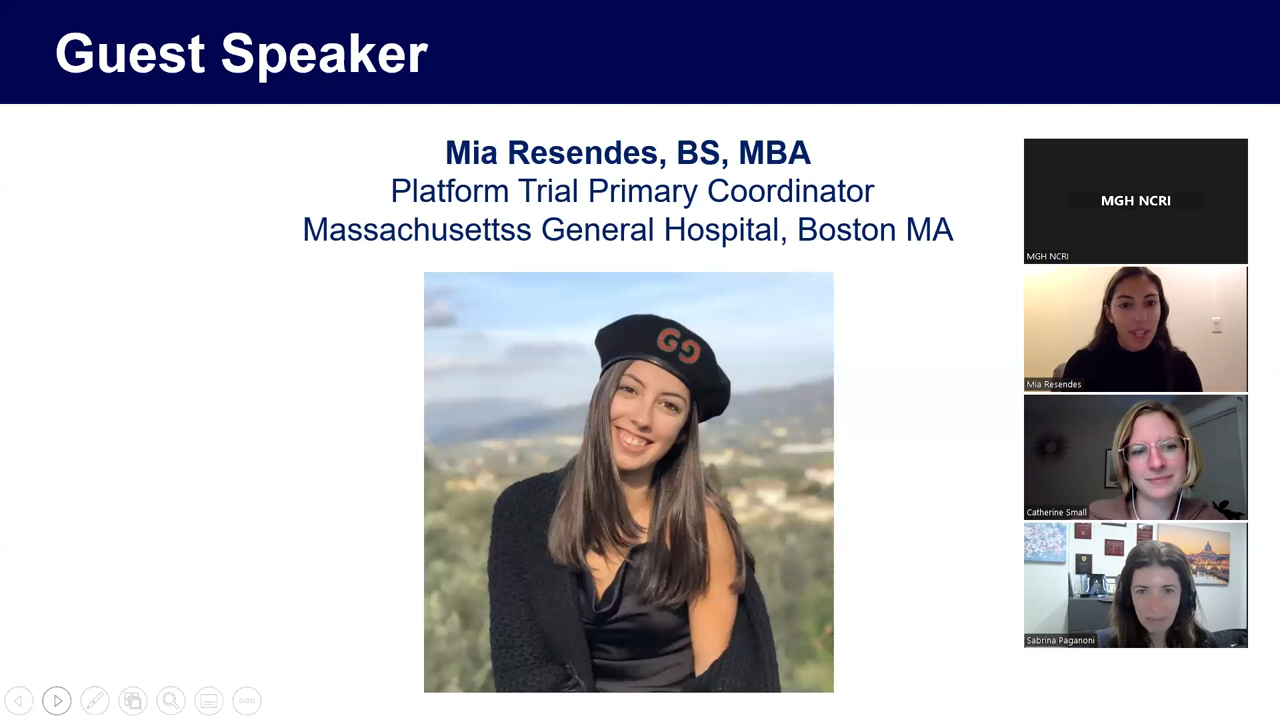 Guest Speaker
Mia Resendes, BS, MBA
Platform Trial Primary Coordinator
Massachusettss General Hospital, Boston MA
GG
MGH NCRI
MGH NCRI
Mia Resendes
Catherine Small
Sabrina Paganoni